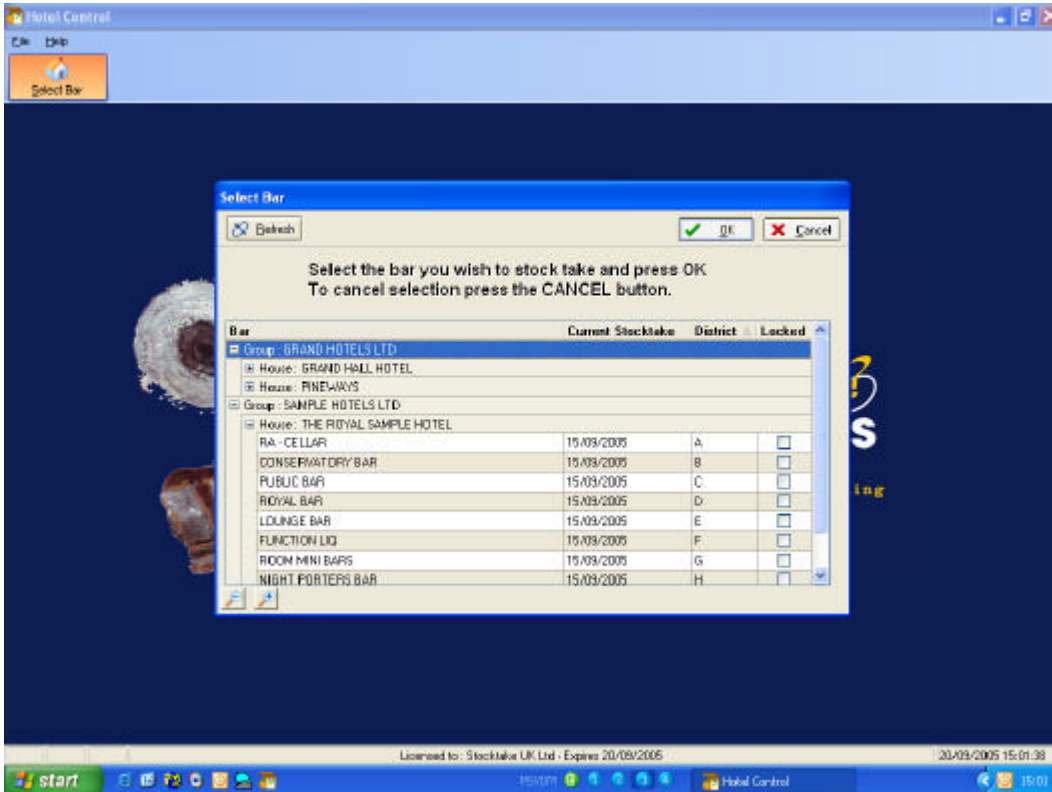 Hotel Control
File Help
Select Bar
Select Bar
Refresh
OK
Cancel
Select the bar you wish to stock take and press OK
To cancel selection press the CANCEL button.
Bar Current Stocktake District Locked
Group : GRAND HOTELS LTD
House : GRAND HALL HOTEL
House : PINEWAYS
Group : SAMPLE HOTELS LTD
House : THE ROYAL SAMPLE HOTEL
RA - CELLAR 15/09/2005 A
CONSERVATORY BAR 15/09/2005 B
PUBLIC BAR 15/09/2005 C
ROYAL BAR 15/09/2005 D
LOUNGE BAR 15/09/2005 E
FUNCTION LIQ 15/09/2005 F
ROOM MINI BARS 15/09/2005 G
NIGHT PORTERS BAR 15/09/2005 H
3
S
ing
Licensed to : Stocktake UK Ltd - Expires 20/09/2005
20/09/2005 15:01:38
start
Hotel Control
15:01